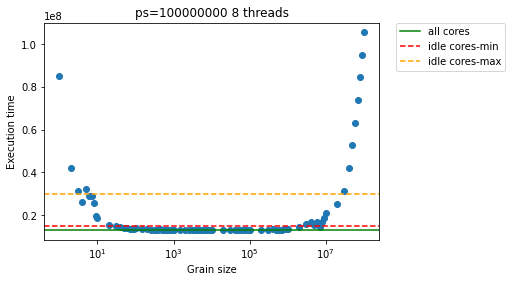 ps=100000000 8 threads
1e8
1.0
0.8
0.6
0.4
0.2
Execution time
10^1
10^3
10^5
10^7
Grain size
all cores
idle cores-min
idle cores-max